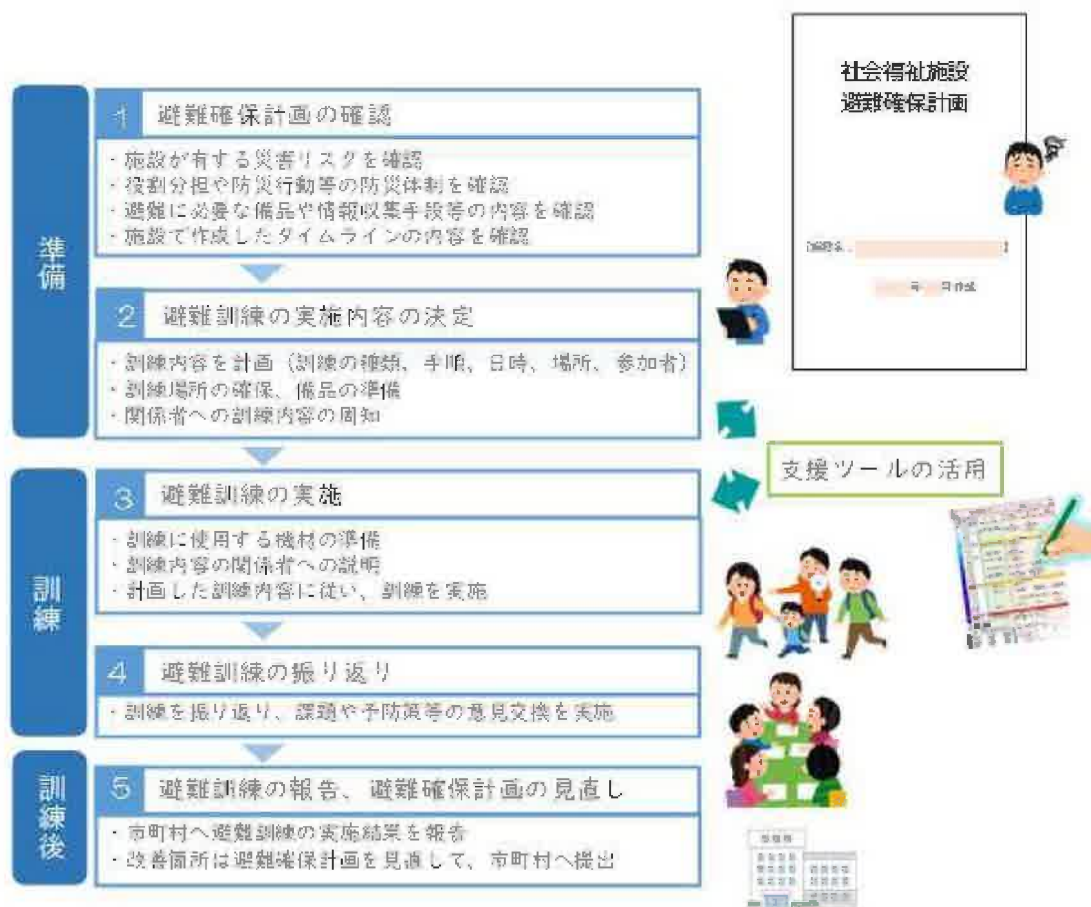 社会福祉施設
避難確保計画
準備
1 避難確保計画の確認
・施設が有する災害リスクを確認
・役割分担や防災行動等の防災体制を確認
・避難に必要な備品や情報収集手段等の内容を確認
・施設で作成したタイムラインの内容を確認
2 避難訓練の実施内容の決定
・訓練内容を計画（訓練の種類、手順、日時、場所、参加者）
・訓練場所の確保、備品の準備
・関係者への訓練内容の周知
支援ツールの活用
訓練
3 避難訓練の実施
・訓練に使用する機材の準備
・訓練内容の関係者への説明
・計画した訓練内容に従い、訓練を実施
4 避難訓練の振り返り
・訓練を振り返り、課題や予防策等の意見交換を実施
訓練後
5 避難訓練の報告、避難確保計画の見直し
・市町村へ避難訓練の実施結果を報告
・改善箇所は避難確保計画を見直して、市町村へ提出